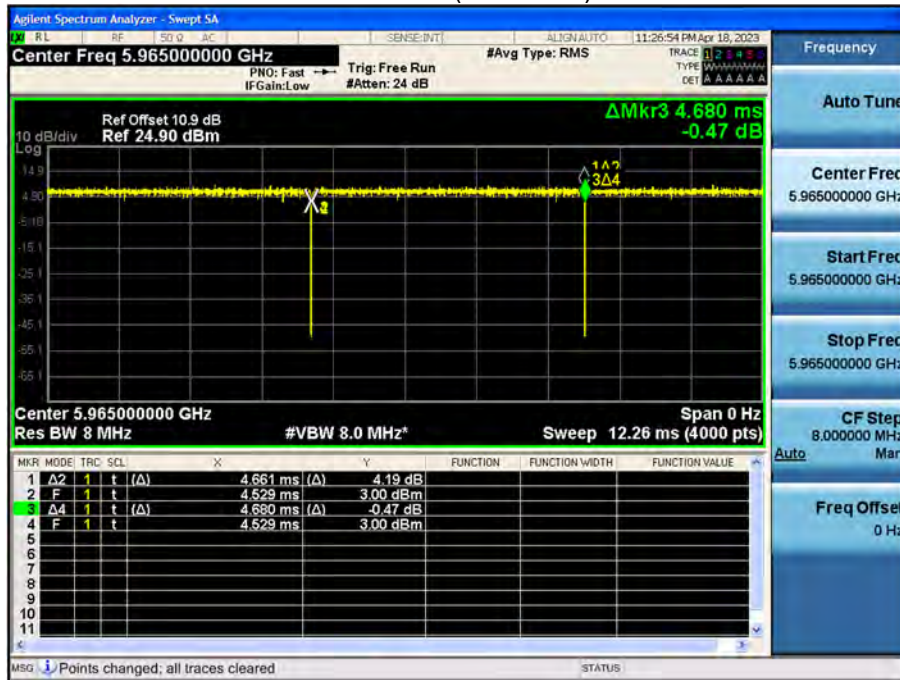 Agilent Spectrum Analyzer - Swept SA
RL RF 50 Ω AC SENSE:INT ALIGNAUTO 11:26:54 PM Apr 18, 2023
Center Freq 5.965000000 GHz #Avg Type: RMS TRACE 1 2 3 4 5 6
PNO: Fast Trig: Free Run TYPE
IFGain:Low #Atten: 24 dB DET A A A A A A
Frequency
Auto Tune
Ref Offset 10.9 dB ΔMkr3 4.680 ms
10 dB/div Ref 24.90 dBm -0.47 dB
Log
14.9
4.90
-5.10
-15.1
-25.1
-35.1
-45.1
-55.1
-65.1
1Δ2
3Δ4
Center 5.965000000 GHz Span 0 Hz
Res BW 8 MHz #VBW 8.0 MHz* Sweep 12.26 ms (4000 pts)
MKR MODE TRC SCL X Y FUNCTION FUNCTION WIDTH FUNCTION VALUE
1 Δ2 1 t (Δ) 4.661 ms (Δ) 4.19 dB
2 F 1 t 4.529 ms 3.00 dBm
3 Δ4 1 t (Δ) 4.680 ms (Δ) -0.47 dB
4 F 1 t 4.529 ms 3.00 dBm
5
6
7
8
9
10
11
Center Freq
5.965000000 GHz
Start Freq
5.965000000 GHz
Stop Freq
5.965000000 GHz
CF Step
8.000000 MHz
Auto Man
Freq Offset
0 Hz
MSG Points changed; all traces cleared STATUS